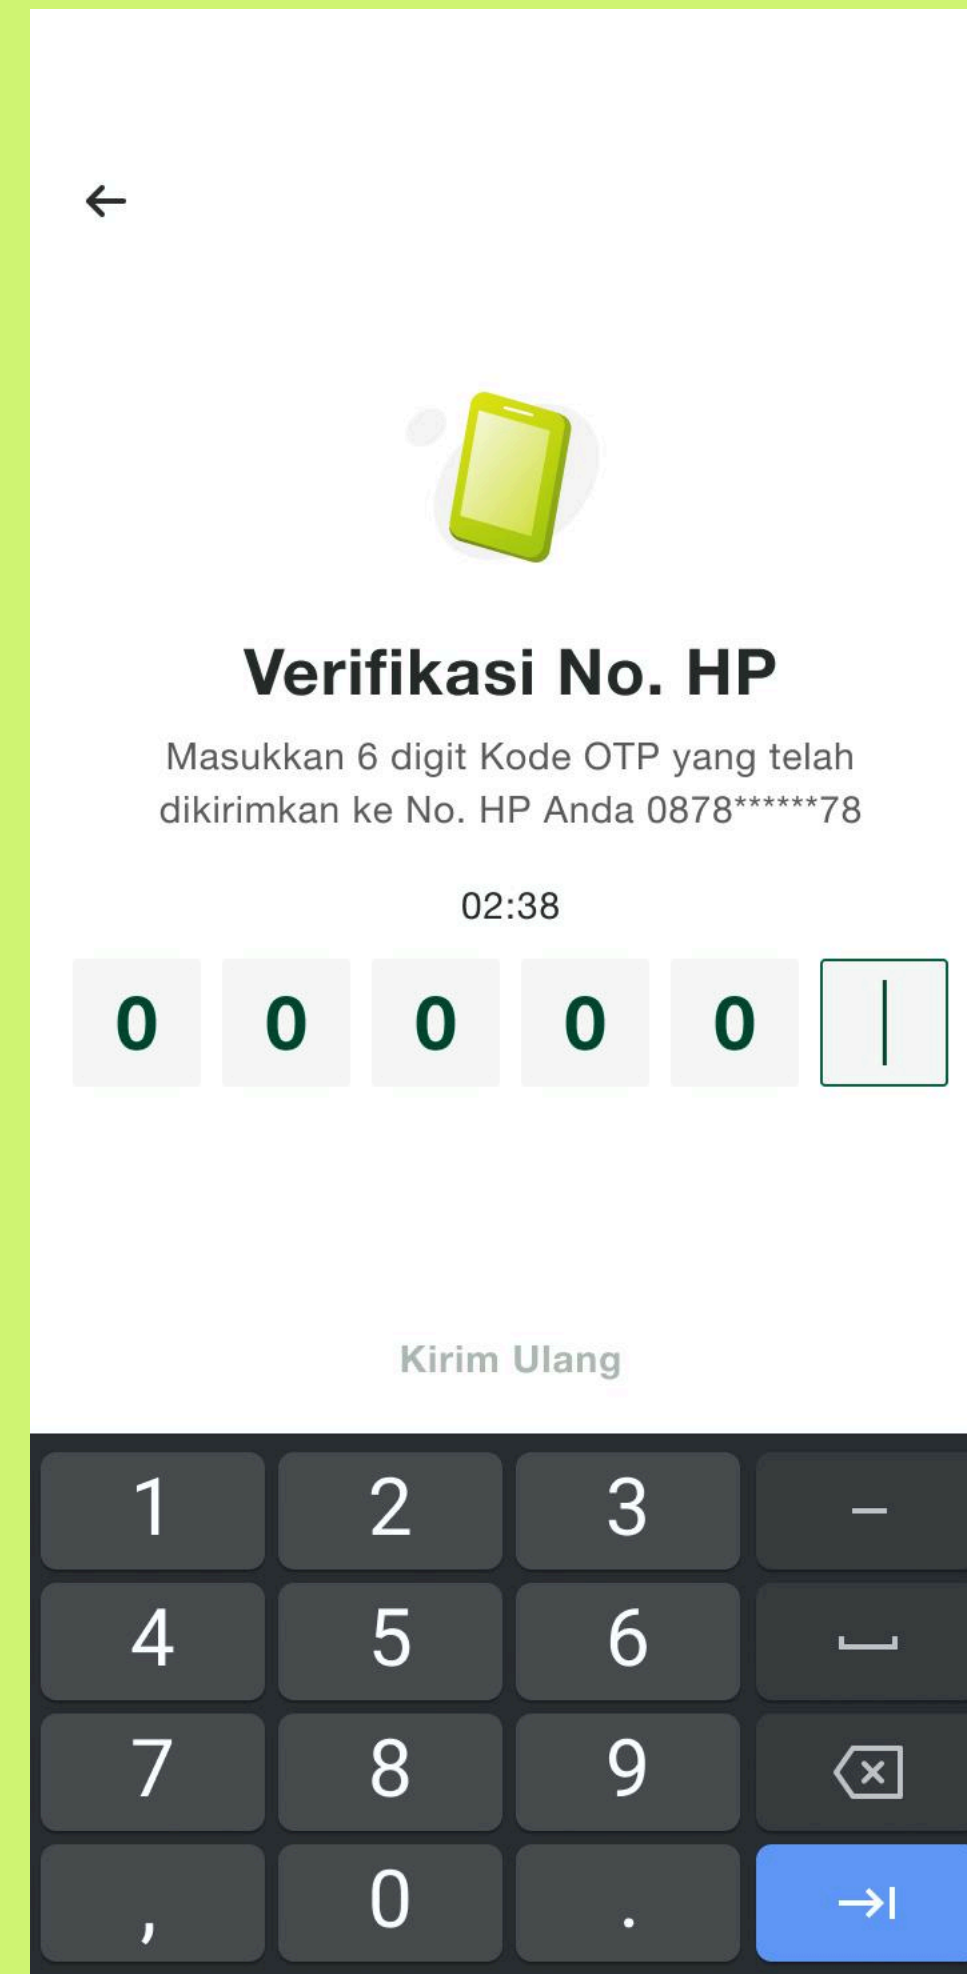 Verifikasi No. HP
Masukkan 6 digit Kode OTP yang telah
dikirimkan ke No. HP Anda 0878******78
02:38
0 0 0 0 0
Kirim Ulang
1 2 3 –
4 5 6
7 8 9
, 0 .